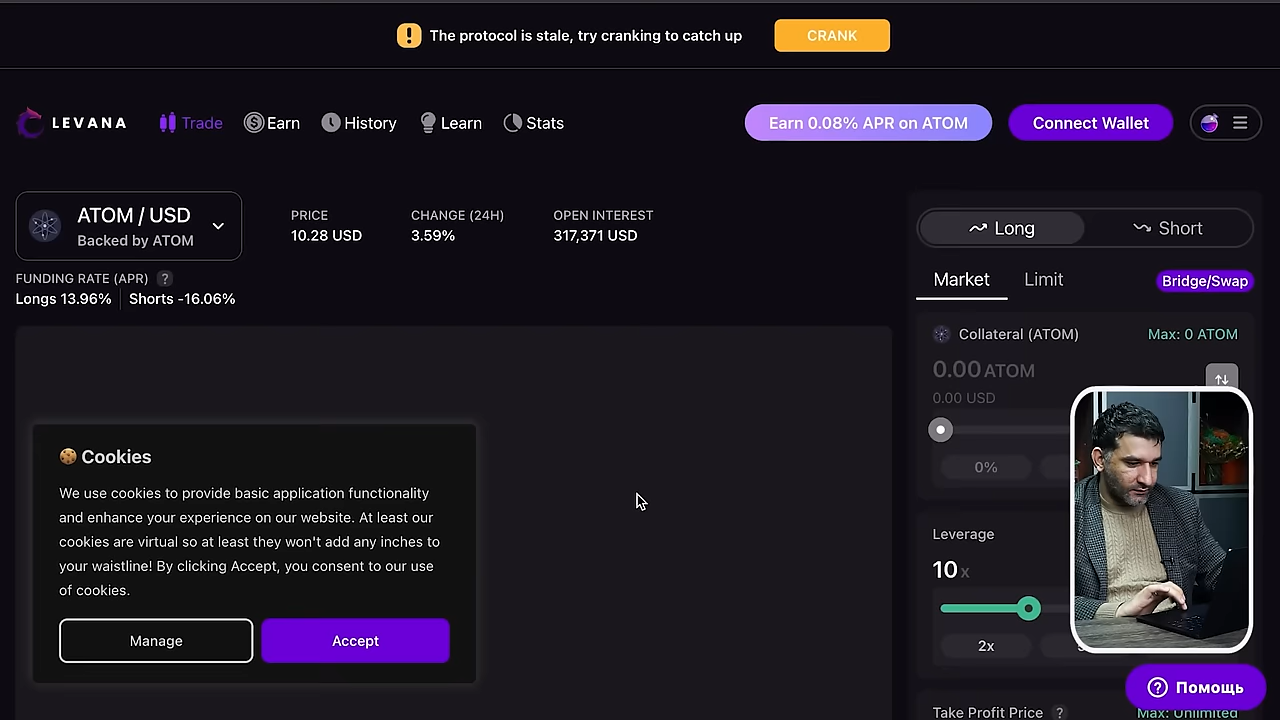 The protocol is stale, try cranking to catch up
CRANK
LEVANA
Trade
Earn
History
Learn
Stats
Earn 0.08% APR on ATOM
Connect Wallet
ATOM / USD
Backed by ATOM
PRICE
10.28 USD
CHANGE (24H)
3.59%
OPEN INTEREST
317,371 USD
FUNDING RATE (APR) ?
Longs 13.96%
Shorts -16.06%
Long
Short
Market
Limit
Bridge/Swap
Collateral (ATOM)
Max: 0 ATOM
0.00 ATOM
0.00 USD
0%
Leverage
10 x
2x
Take Profit Price ?
Max: Unlimited
Cookies
We use cookies to provide basic application functionality
and enhance your experience on our website. At least our
cookies are virtual so at least they won't add any inches to
your waistline! By clicking Accept, you consent to our use
of cookies.
Manage
Accept
Помощь